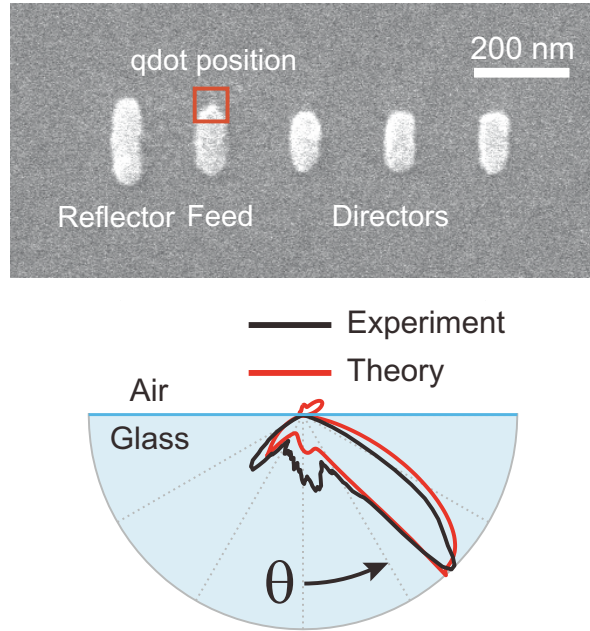 200 nm
qdot position
Reflector Feed Directors
Experiment
Theory
Air
Glass
θ